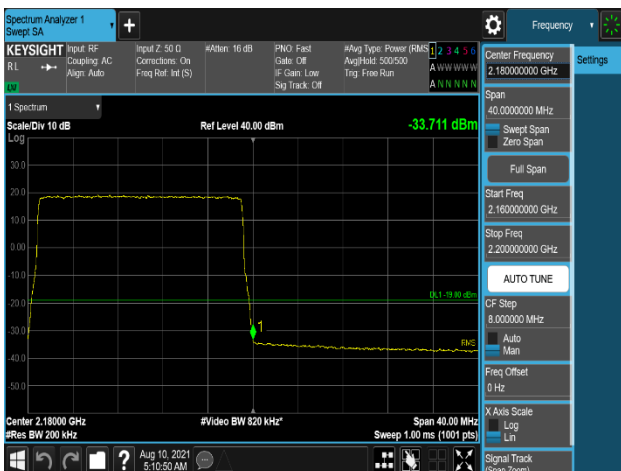 Spectrum Analyzer 1
Swept SA
Frequency
KEYSIGHT
RL
Input: RF
Coupling: AC
Align: Auto
Input Z: 50 Ω
Corrections: On
Freq Ref: Int (S)
#Atten: 16 dB
PNO: Fast
Gate: Off
IF Gain: Low
Sig Track: Off
#Avg Type: Power (RMS
Avg|Hold: 500/500
Trig: Free Run
1 2 3 4 5 6
A W W W W W
A N N N N N
1 Spectrum
Scale/Div 10 dB
Ref Level 40.00 dBm
-33.711 dBm
Log
30.0
20.0
0.00
-10.0
DL1 -19.00 dBm
-20.0
1
-30.0
RMS
-40.0
-50.0
Center 2.18000 GHz
#Video BW 820 kHz*
Span 40.00 MHz
#Res BW 200 kHz
Sweep 1.00 ms (1001 pts)
?
Aug 10, 2021
5:10:50 AM
Settings
Center Frequency
2.180000000 GHz
Span
40.0000000 MHz
Swept Span
Zero Span
Full Span
Start Freq
2.160000000 GHz
Stop Freq
2.200000000 GHz
AUTO TUNE
CF Step
8.000000 MHz
Auto
Man
Freq Offset
0 Hz
X Axis Scale
Log
Lin
Signal Track
(Span Zoom)